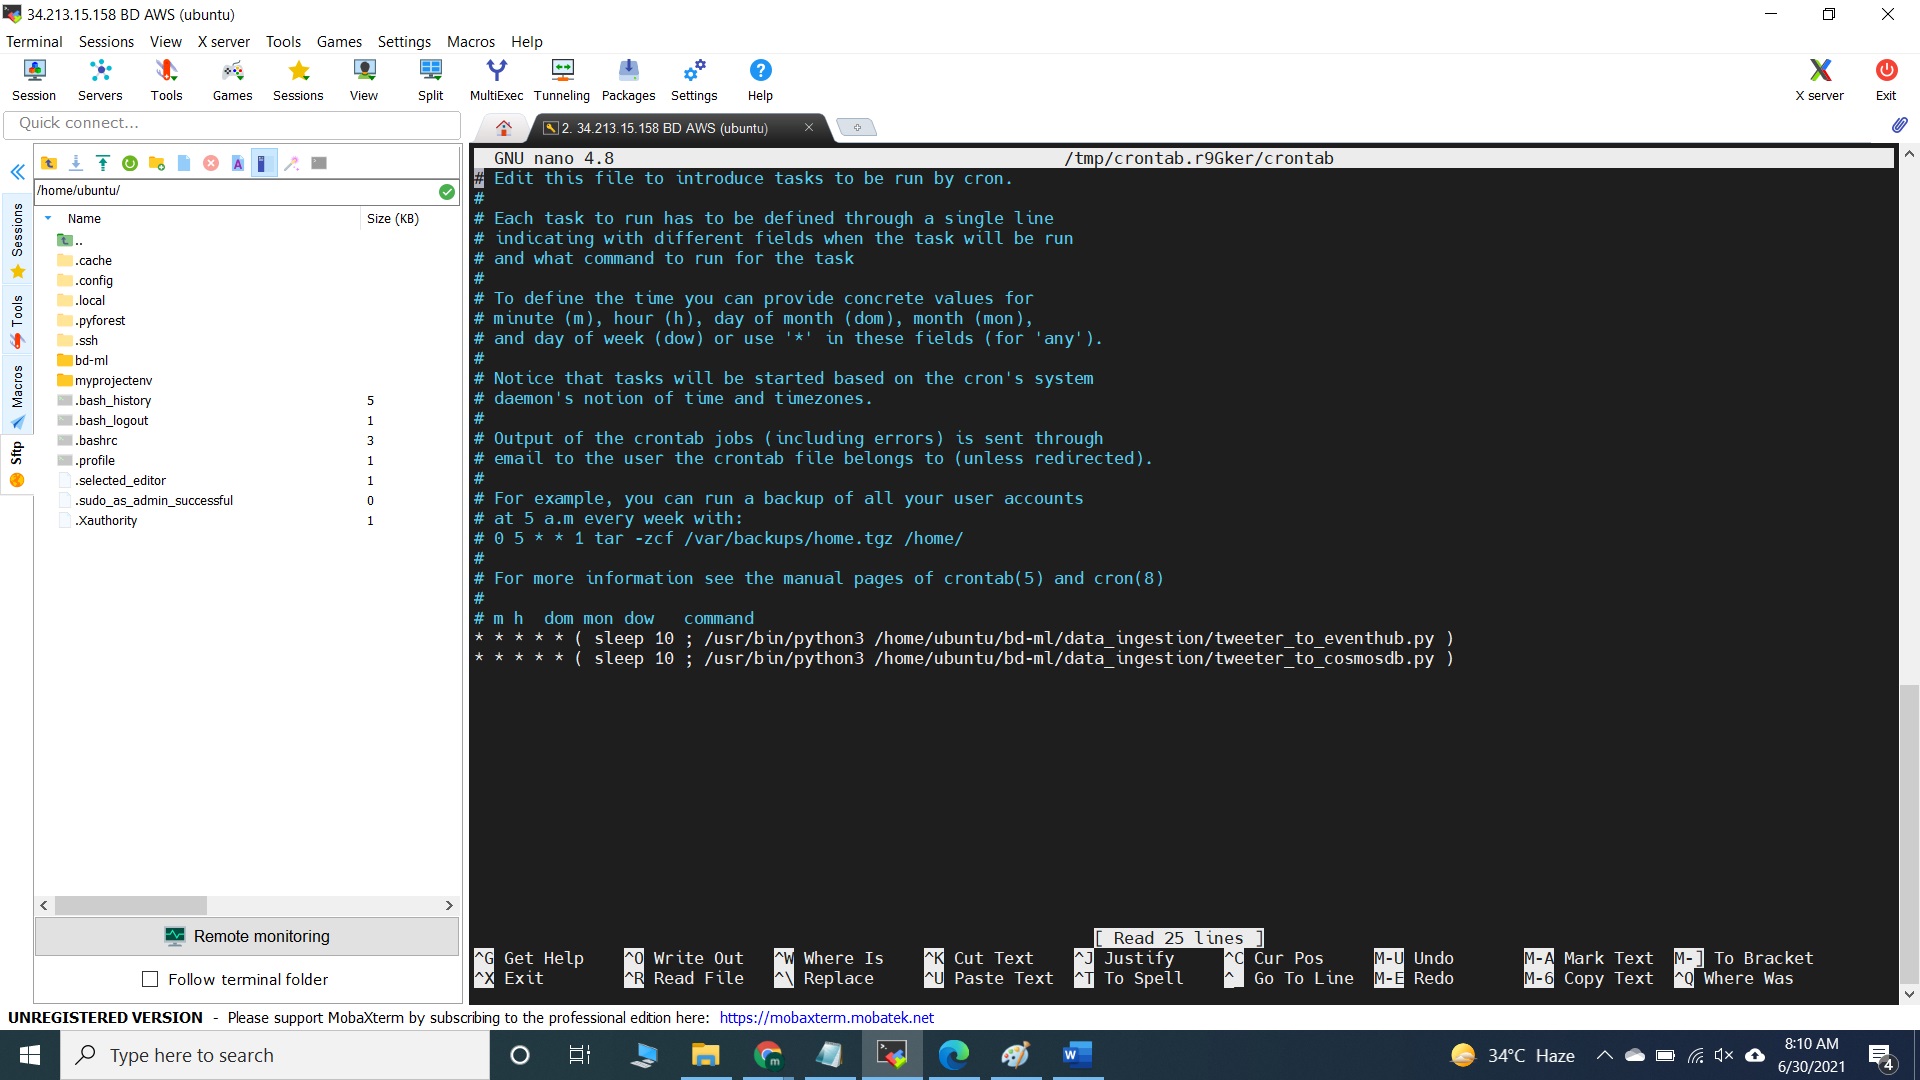 34.213.15.158 BD AWS (ubuntu)
Terminal Sessions View X server Tools Games Settings Macros Help
Session Servers Tools Games Sessions View Split MultiExec Tunneling Packages Settings Help X server Exit
Quick connect...
2. 34.213.15.158 BD AWS (ubuntu)
/home/ubuntu/
Name Size (KB)
..
.cache
.config
.local
.pyforest
.ssh
bd-ml
myprojectenv
.bash_history 5
.bash_logout 1
.bashrc 3
.profile 1
.selected_editor 1
.sudo_as_admin_successful 0
.Xauthority 1
Sessions
Tools
Macros
Sftp
Remote monitoring
Follow terminal folder
GNU nano 4.8 /tmp/crontab.r9Gker/crontab
# Edit this file to introduce tasks to be run by cron.
#
# Each task to run has to be defined through a single line
# indicating with different fields when the task will be run
# and what command to run for the task
#
# To define the time you can provide concrete values for
# minute (m), hour (h), day of month (dom), month (mon),
# and day of week (dow) or use '*' in these fields (for 'any').
#
# Notice that tasks will be started based on the cron's system
# daemon's notion of time and timezones.
#
# Output of the crontab jobs (including errors) is sent through
# email to the user the crontab file belongs to (unless redirected).
#
# For example, you can run a backup of all your user accounts
# at 5 a.m every week with:
# 0 5 * * 1 tar -zcf /var/backups/home.tgz /home/
#
# For more information see the manual pages of crontab(5) and cron(8)
#
# m h  dom mon dow   command
* * * * * ( sleep 10 ; /usr/bin/python3 /home/ubuntu/bd-ml/data_ingestion/tweeter_to_eventhub.py )
* * * * * ( sleep 10 ; /usr/bin/python3 /home/ubuntu/bd-ml/data_ingestion/tweeter_to_cosmosdb.py )
[ Read 25 lines ]
^G Get Help ^O Write Out ^W Where Is ^K Cut Text ^J Justify ^C Cur Pos M-U Undo M-A Mark Text M-] To Bracket
^X Exit ^R Read File ^\ Replace ^U Paste Text ^T To Spell ^_ Go To Line M-E Redo M-6 Copy Text ^Q Where Was
UNREGISTERED VERSION - Please support MobaXterm by subscribing to the professional edition here: https://mobaxterm.mobatek.net
Type here to search
34°C Haze
8:10 AM
6/30/2021
4